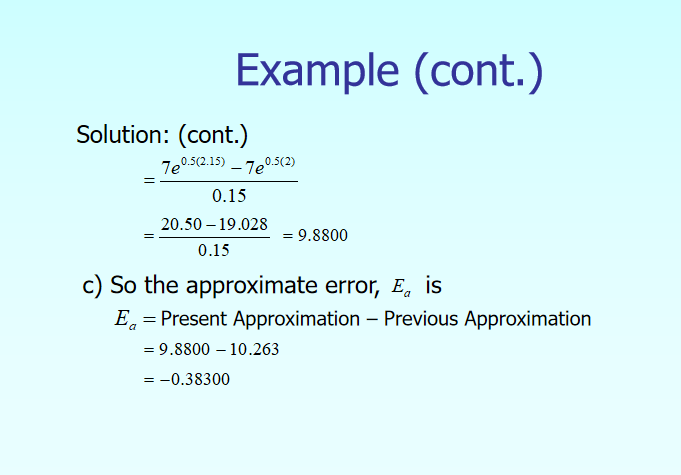 Example (cont.)
Solution: (cont.)
= \frac{7e^{0.5(2.15)} − 7e^{0.5(2)}}{0.15}
= \frac{20.50 − 19.028}{0.15} = 9.8800
c) So the approximate error, E_a is
E_a = Present Approximation – Previous Approximation
= 9.8800 − 10.263
= −0.38300